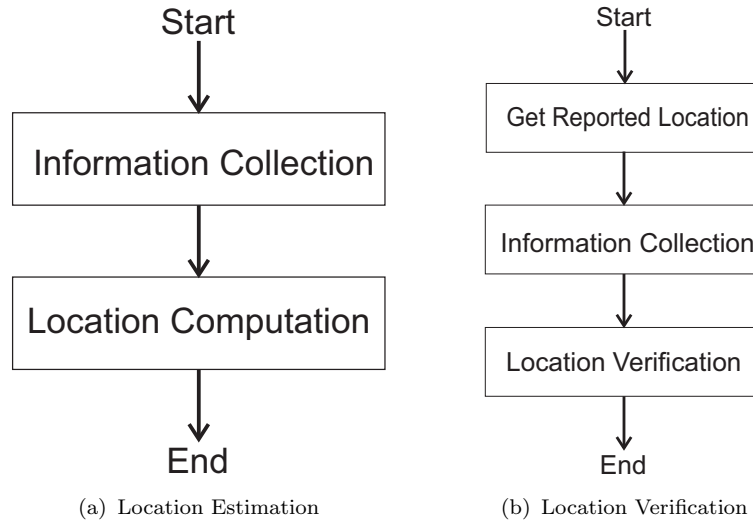 Start
Information Collection
Location Computation
End
(a) Location Estimation
Start
Get Reported Location
Information Collection
Location Verification
End
(b) Location Verification